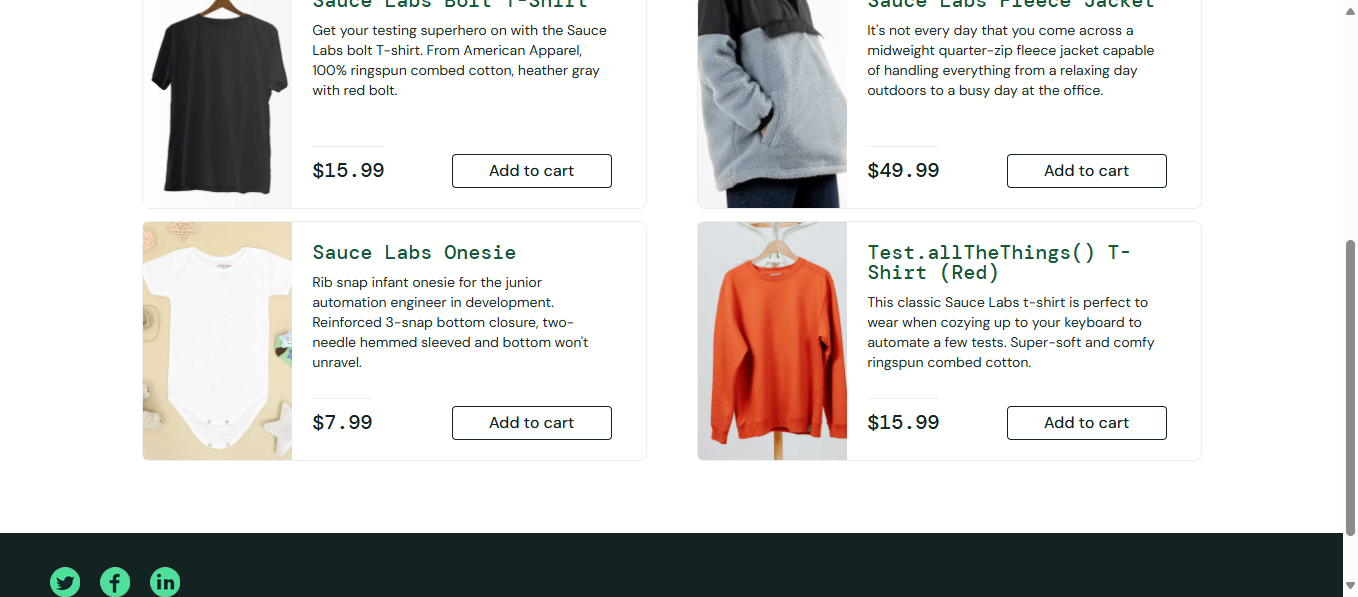 Sauce Labs Bolt T-Shirt
Get your testing superhero on with the Sauce
Labs bolt T-shirt. From American Apparel,
100% ringspun combed cotton, heather gray
with red bolt.
$15.99
Add to cart
Sauce Labs Fleece Jacket
It's not every day that you come across a
midweight quarter-zip fleece jacket capable
of handling everything from a relaxing day
outdoors to a busy day at the office.
$49.99
Add to cart
Sauce Labs Onesie
Rib snap infant onesie for the junior
automation engineer in development.
Reinforced 3-snap bottom closure, two-
needle hemmed sleeved and bottom won't
unravel.
$7.99
Add to cart
Test.allTheThings() T-
Shirt (Red)
This classic Sauce Labs t-shirt is perfect to
wear when cozying up to your keyboard to
automate a few tests. Super-soft and comfy
ringspun combed cotton.
$15.99
Add to cart